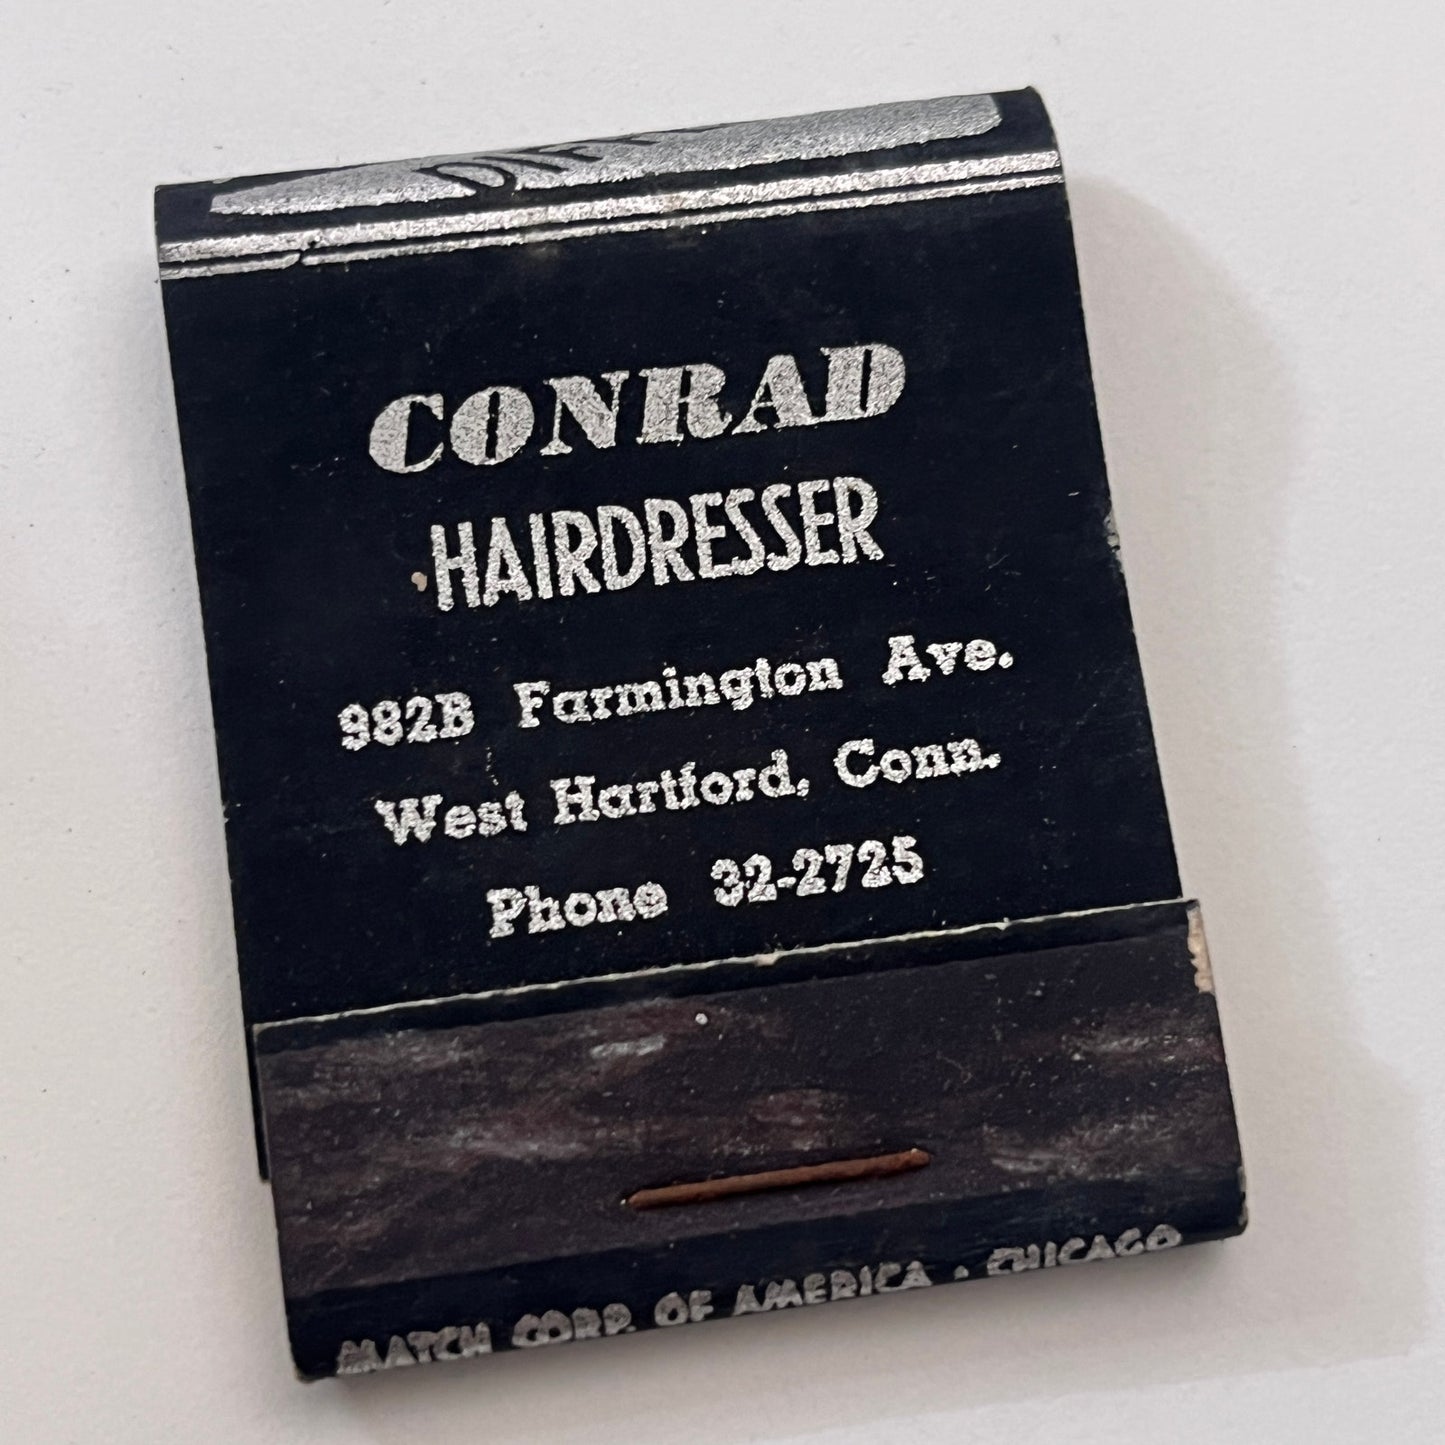 CONRAD
HAIRDRESSER
982B Farmington Ave.
West Hartford, Conn.
Phone 32-2725
MATCH CORP. OF AMERICA • CHICAGO